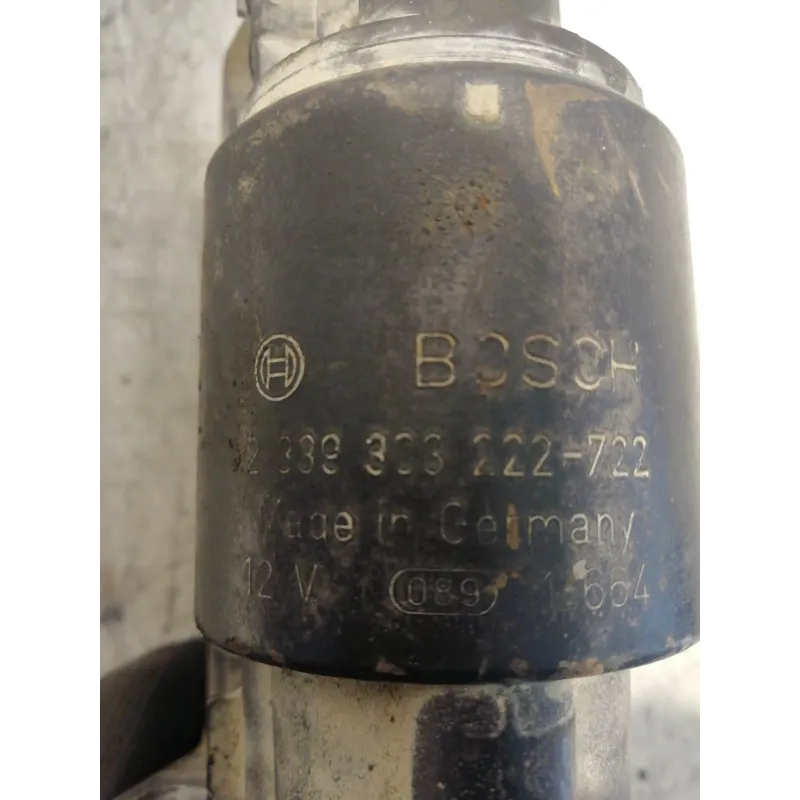 BOSCH
2 339 303 222-722
Made in Germany
12 V 089 1.664